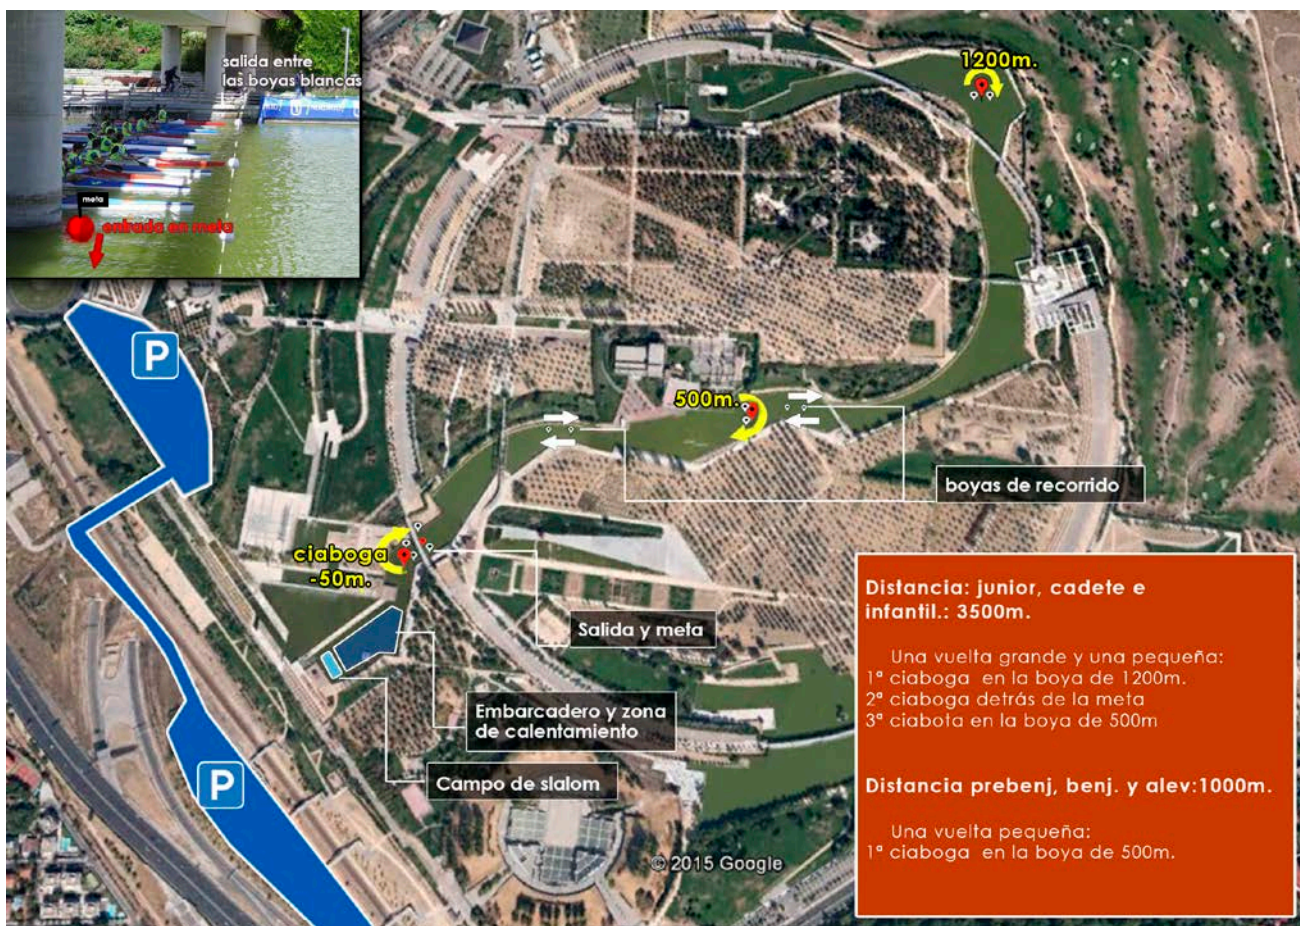 salida entre
las boyas blancas
meta
entrada en meta
1200m.
P
500m.
boyas de recorrido
ciaboga
-50m.
Salida y meta
Embarcadero y zona
de calentamiento
Campo de slalom
P
© 2015 Google
Distancia: junior, cadete e
infantil.: 3500m.
Una vuelta grande y una pequeña:
1ª ciaboga en la boya de 1200m.
2ª ciaboga detrás de la meta
3ª ciabota en la boya de 500m
Distancia prebenj, benj. y alev:1000m.
Una vuelta pequeña:
1ª ciaboga en la boya de 500m.